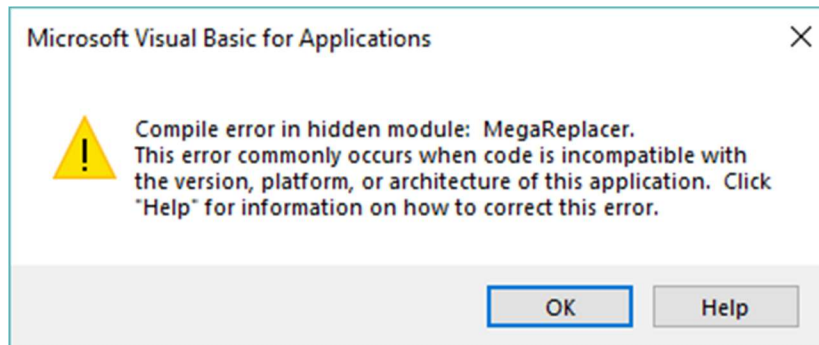 Microsoft Visual Basic for Applications
Compile error in hidden module:  MegaReplacer.
This error commonly occurs when code is incompatible with
the version, platform, or architecture of this application.  Click
"Help" for information on how to correct this error.
OK
Help